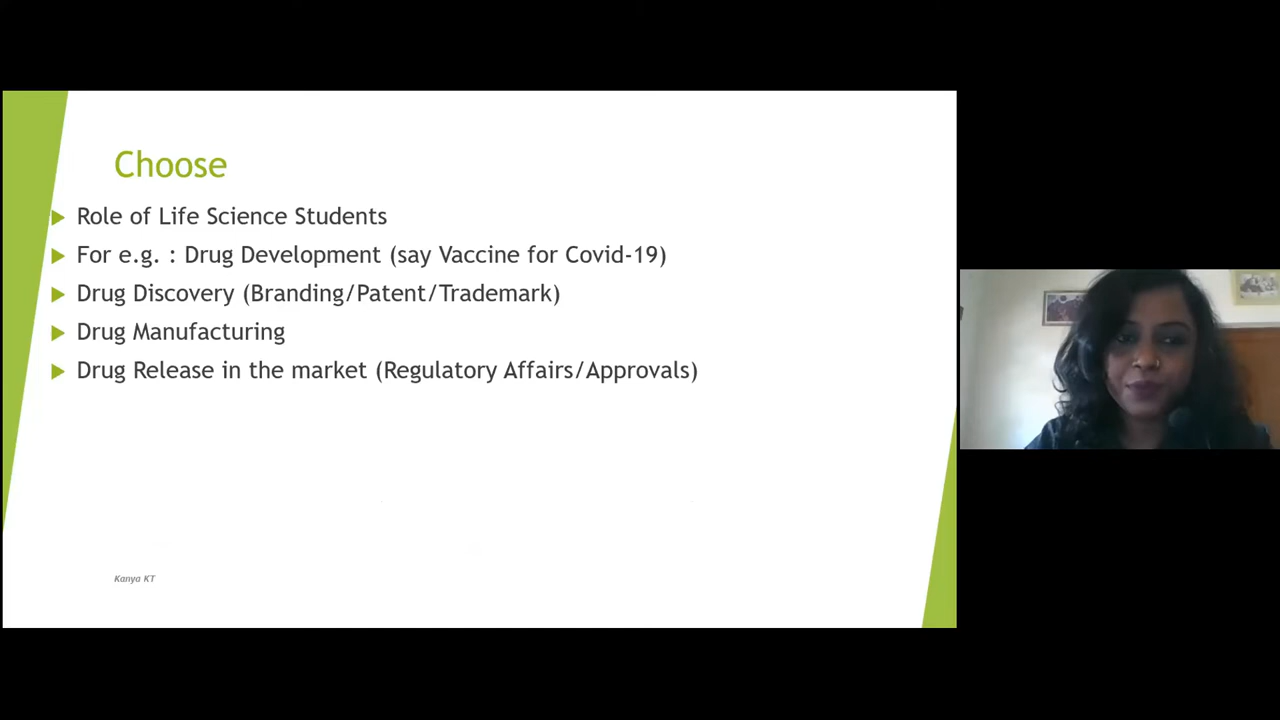 Choose
Role of Life Science Students
For e.g. : Drug Development (say Vaccine for Covid-19)
Drug Discovery (Branding/Patent/Trademark)
Drug Manufacturing
Drug Release in the market (Regulatory Affairs/Approvals)
Kanya KT